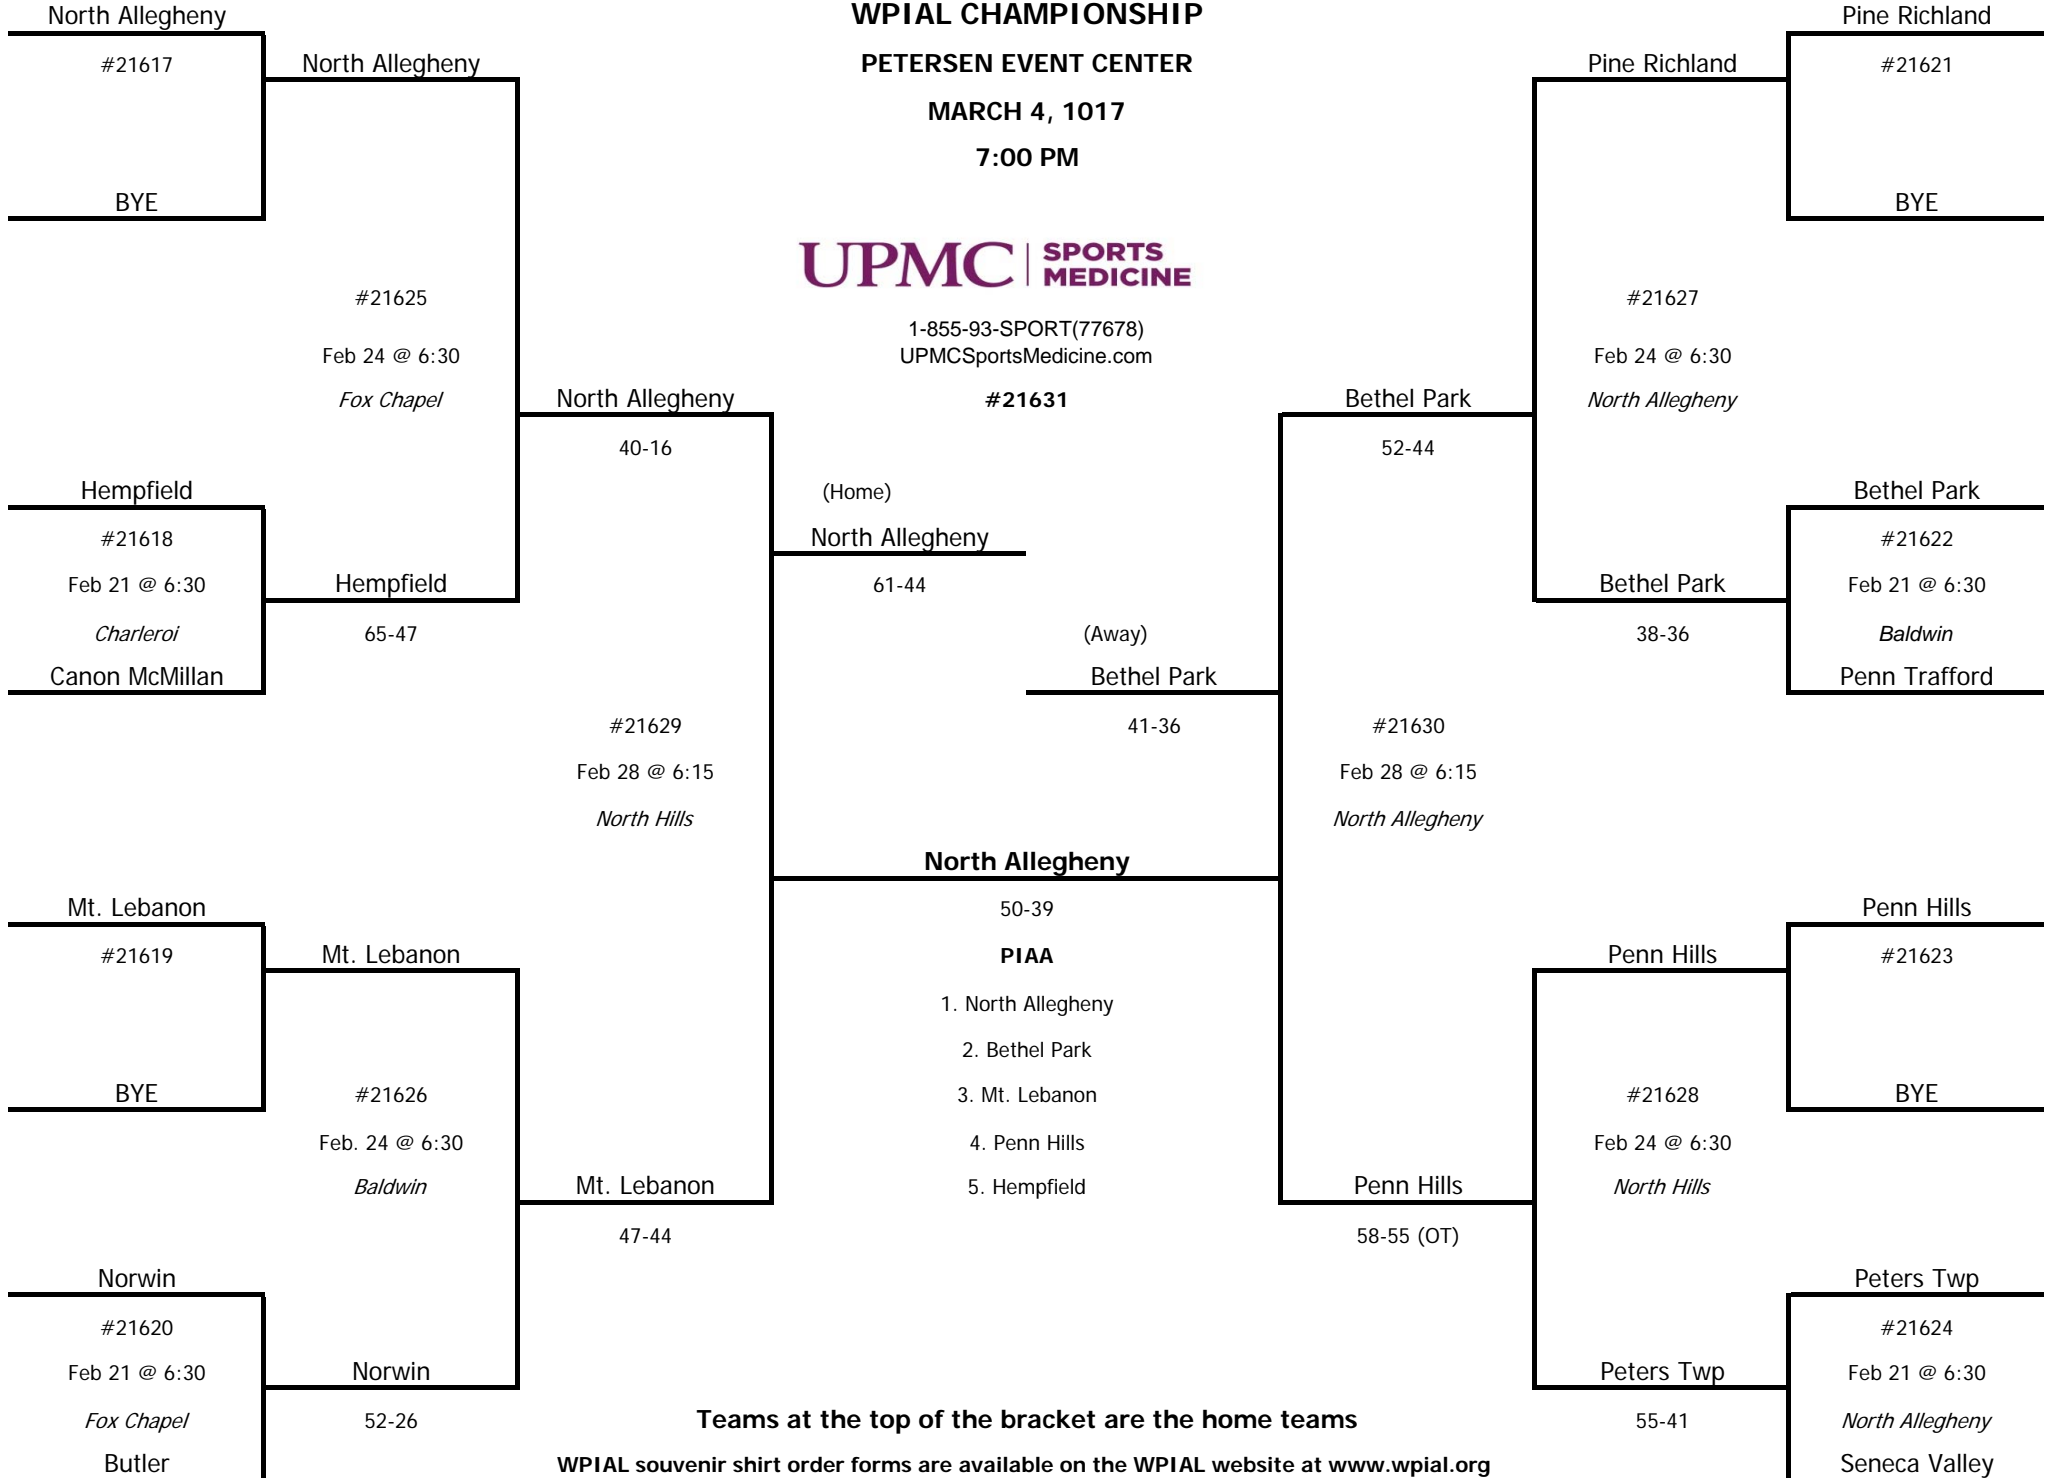 North Allegheny
WPIAL CHAMPIONSHIP
Pine Richland
#21617
North Allegheny
PETERSEN EVENT CENTER
Pine Richland
#21621
MARCH 4, 1017
7:00 PM
BYE
BYE
UPMC SPORTS MEDICINE
#21625
#21627
1-855-93-SPORT(77678)
Feb 24 @ 6:30
UPMCSportsMedicine.com
Feb 24 @ 6:30
Fox Chapel
North Allegheny
#21631
Bethel Park
North Allegheny
40-16
52-44
Hempfield
(Home)
Bethel Park
#21618
North Allegheny
#21622
Feb 21 @ 6:30
Hempfield
61-44
Bethel Park
Feb 21 @ 6:30
Charleroi
65-47
(Away)
38-36
Baldwin
Canon McMillan
Bethel Park
Penn Trafford
#21629
41-36
#21630
Feb 28 @ 6:15
Feb 28 @ 6:15
North Hills
North Allegheny
North Allegheny
Mt. Lebanon
50-39
Penn Hills
#21619
Mt. Lebanon
PIAA
Penn Hills
#21623
1. North Allegheny
2. Bethel Park
BYE
#21626
3. Mt. Lebanon
#21628
BYE
Feb. 24 @ 6:30
4. Penn Hills
Feb 24 @ 6:30
Baldwin
Mt. Lebanon
5. Hempfield
Penn Hills
North Hills
47-44
58-55 (OT)
Norwin
Peters Twp
#21620
#21624
Feb 21 @ 6:30
Norwin
Peters Twp
Feb 21 @ 6:30
Fox Chapel
52-26
Teams at the top of the bracket are the home teams
55-41
North Allegheny
Butler
WPIAL souvenir shirt order forms are available on the WPIAL website at www.wpial.org
Seneca Valley